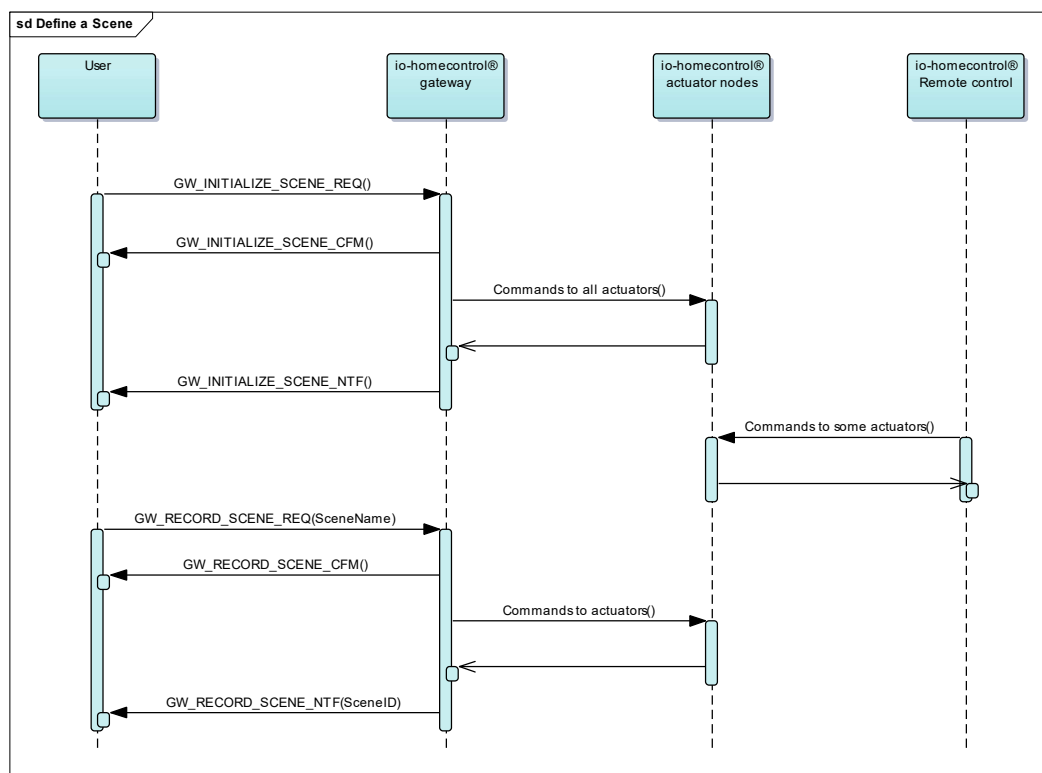 sd Define a Scene
User
io-homecontrol®
gateway
io-homecontrol®
actuator nodes
io-homecontrol®
Remote control
GW_INITIALIZE_SCENE_REQ()
GW_INITIALIZE_SCENE_CFM()
Commands to all actuators()
GW_INITIALIZE_SCENE_NTF()
Commands to some actuators()
GW_RECORD_SCENE_REQ(SceneName)
GW_RECORD_SCENE_CFM()
Commands to actuators()
GW_RECORD_SCENE_NTF(SceneID)